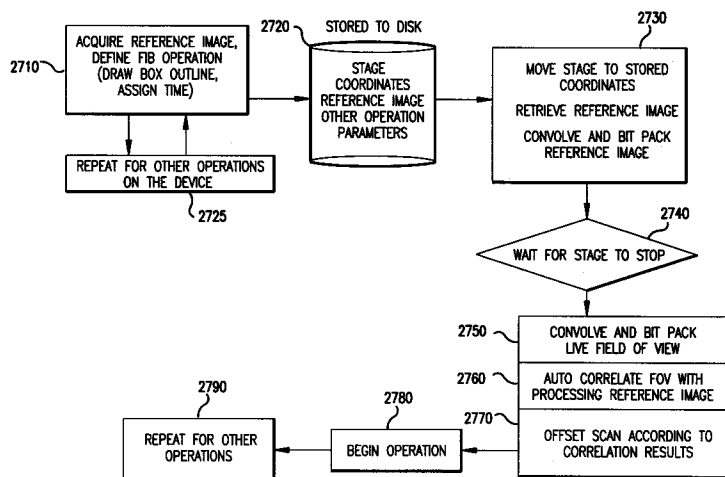 2710
ACQUIRE REFERENCE IMAGE,
DEFINE FIB OPERATION
(DRAW BOX OUTLINE,
ASSIGN TIME)
REPEAT FOR OTHER OPERATIONS
ON THE DEVICE
2725
2720
STORED TO DISK
STAGE
COORDINATES
REFERENCE IMAGE
OTHER OPERATION
PARAMETERS
2730
MOVE STAGE TO STORED
COORDINATES
RETRIEVE REFERENCE IMAGE
CONVOLVE AND BIT PACK
REFERENCE IMAGE
2740
WAIT FOR STAGE TO STOP
2750
CONVOLVE AND BIT PACK
LIVE FIELD OF VIEW
2760
AUTO CORRELATE FOV WITH
PROCESSING REFERENCE IMAGE
2770
OFFSET SCAN ACCORDING TO
CORRELATION RESULTS
2780
BEGIN OPERATION
2790
REPEAT FOR OTHER
OPERATIONS